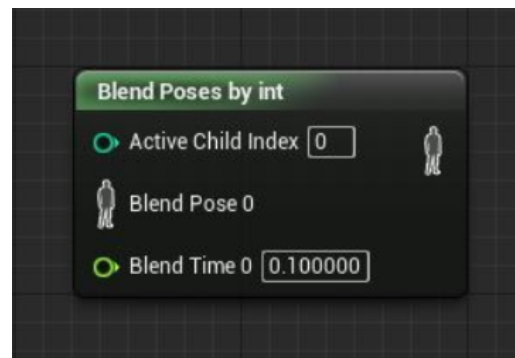 Blend Poses by int
Active Child Index 0
Blend Pose 0
Blend Time 0 0.100000